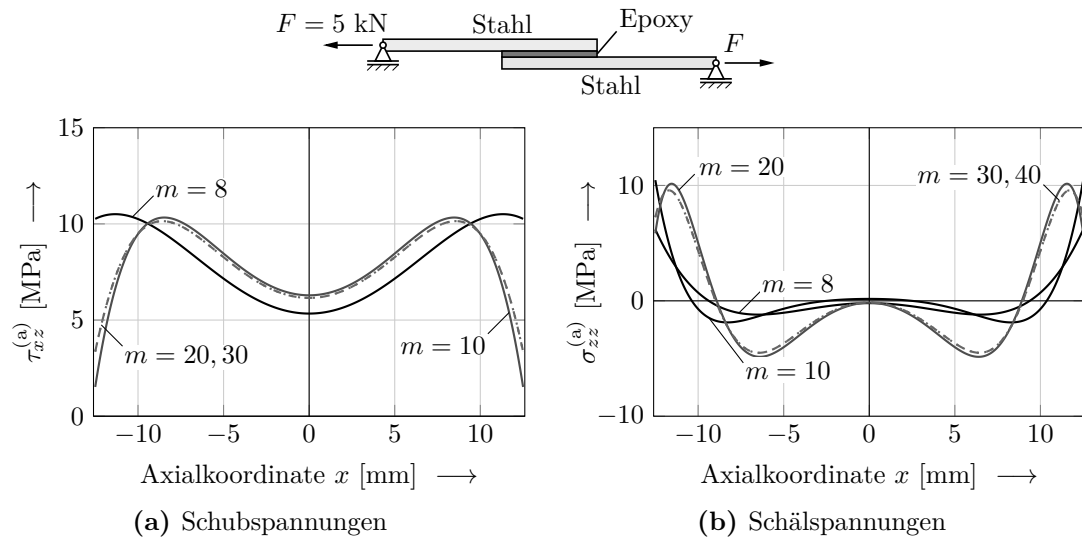 F = 5 kN
Stahl
Epoxy
F
Stahl
15
10
5
0
τ_{xz}^{(a)} [MPa] ⟶
m = 8
m = 20, 30
m = 10
−10
−5
0
5
10
Axialkoordinate x [mm] ⟶
(a) Schubspannungen
10
0
−10
σ_{zz}^{(a)} [MPa] ⟶
m = 20
m = 30, 40
m = 8
m = 10
−10
−5
0
5
10
Axialkoordinate x [mm] ⟶
(b) Schälspannungen